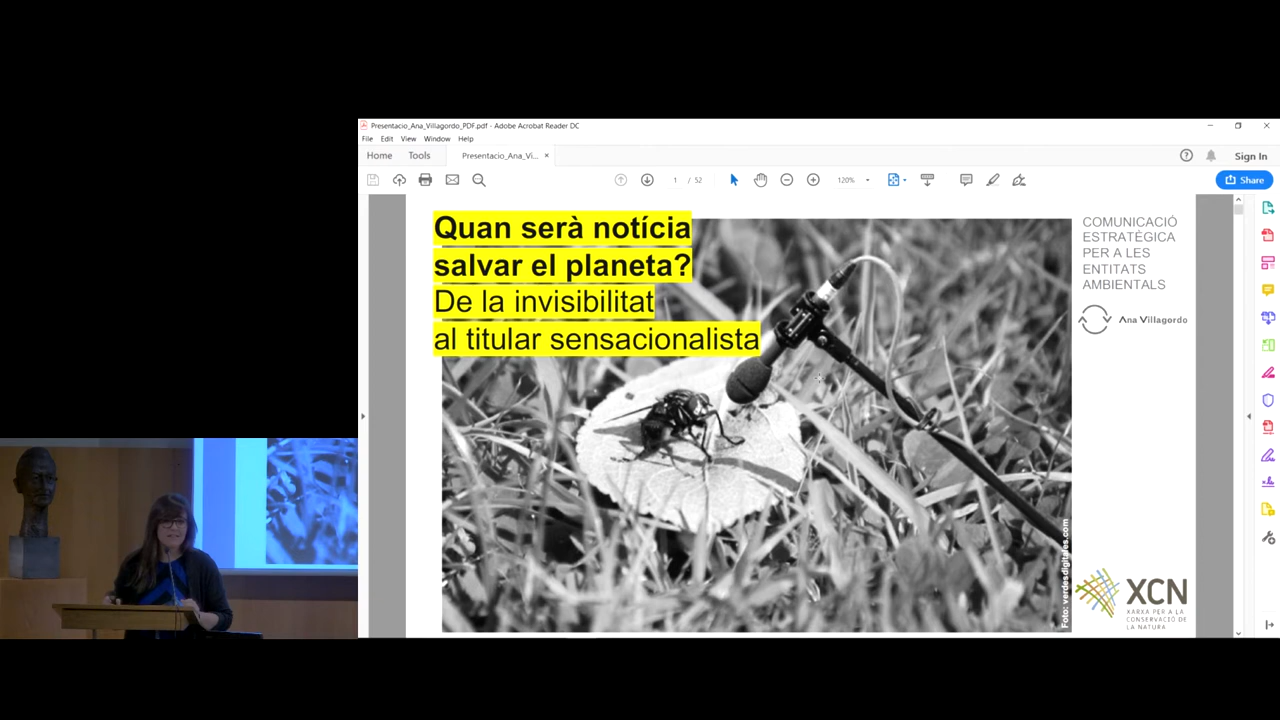 Presentacio_Ana_Villagordo_PDF.pdf - Adobe Acrobat Reader DC
File Edit View Window Help
Home Tools Presentacio_Ana_Vi... × Sign In
1 / 52 120% Share
Quan serà notícia
salvar el planeta?
De la invisibilitat
al titular sensacionalista
COMUNICACIÓ
ESTRATÈGICA
PER A LES
ENTITATS
AMBIENTALS
Ana Villagordo
Foto: verdesdigitales.com
XCN
XARXA PER A LA
CONSERVACIÓ DE
LA NATURA